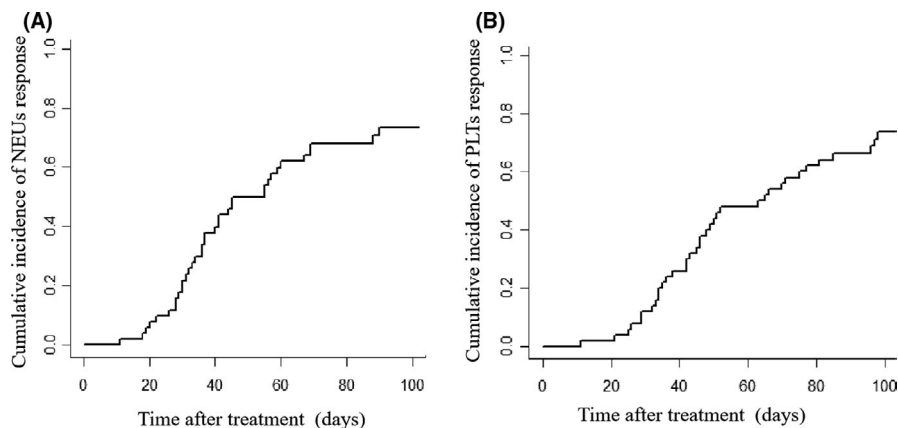 (A)
Cumulative incidence of NEUs response
1.0
0.8
0.6
0.4
0.2
0.0
0 20 40 60 80 100
Time after treatment (days)
(B)
Cumulative incidence of PLTs response
1.0
0.8
0.6
0.4
0.2
0.0
0 20 40 60 80 100
Time after treatment (days)